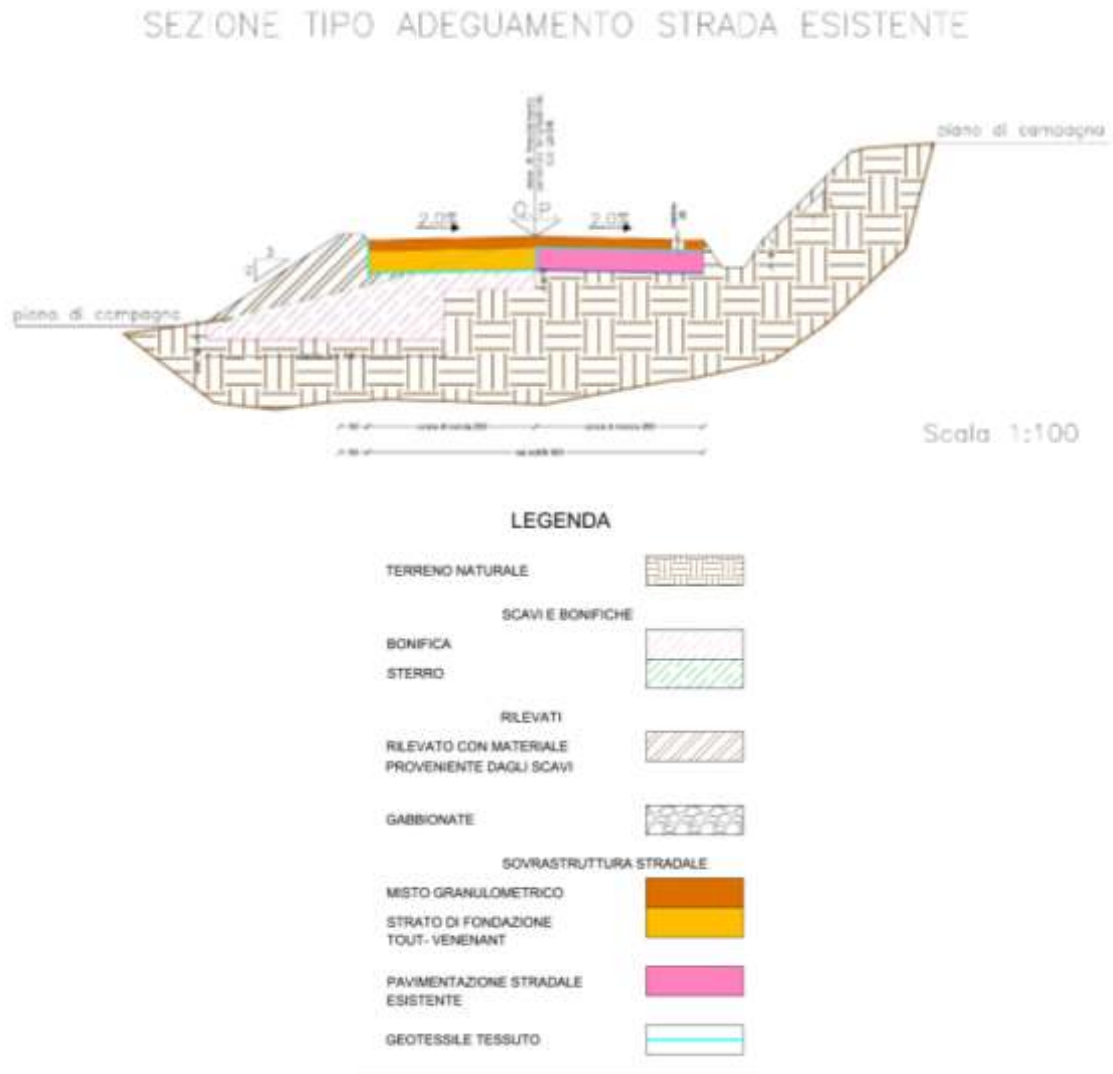 SEZIONE TIPO ADEGUAMENTO STRADA ESISTENTE
piano di campagna
2.0%
Q.P.
2.0%
3
2
piano di campagna
Scala 1:100
LEGENDA
TERRENO NATURALE
SCAVI E BONIFICHE
BONIFICA
STERRO
RILEVATI
RILEVATO CON MATERIALE
PROVENIENTE DAGLI SCAVI
GABBIONATE
SOVRASTRUTTURA STRADALE
MISTO GRANULOMETRICO
STRATO DI FONDAZIONE
TOUT- VENENANT
PAVIMENTAZIONE STRADALE
ESISTENTE
GEOTESSILE TESSUTO